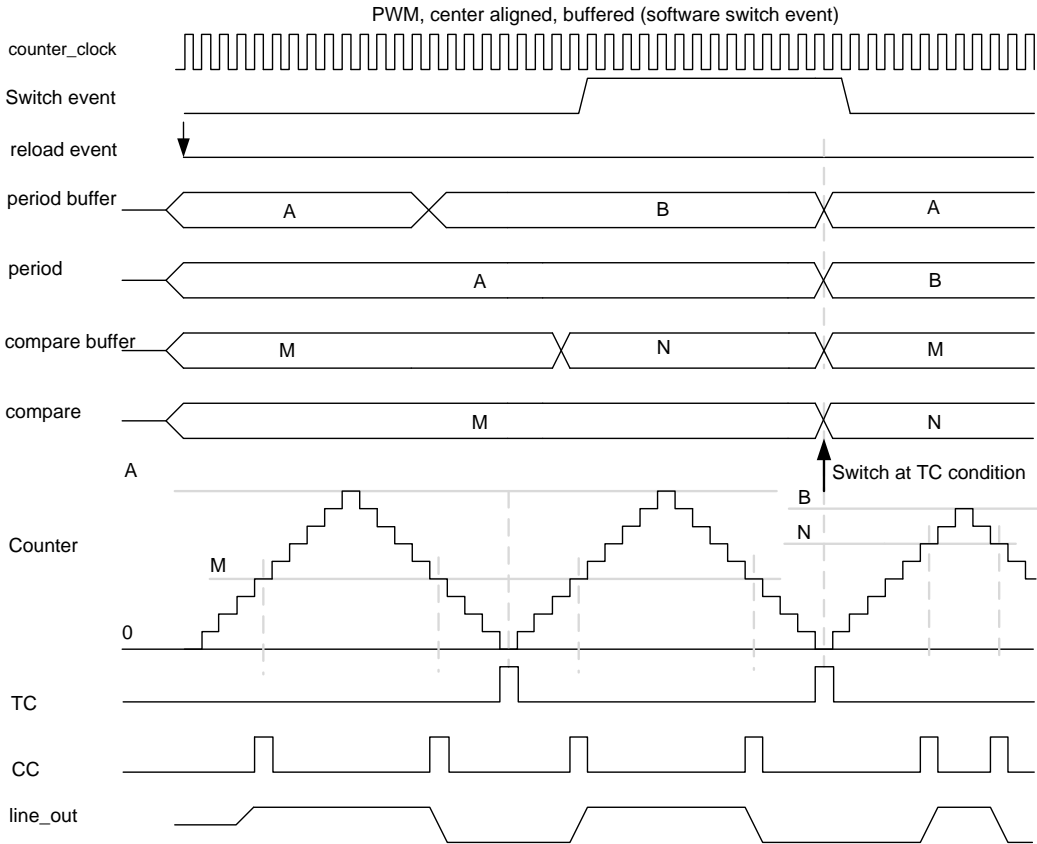 PWM, center aligned, buffered (software switch event)
counter_clock
Switch event
reload event
period buffer
A
B
A
period
A
B
compare buffer
M
N
M
compare
M
N
Switch at TC condition
A
B
N
Counter
M
0
TC
CC
line_out